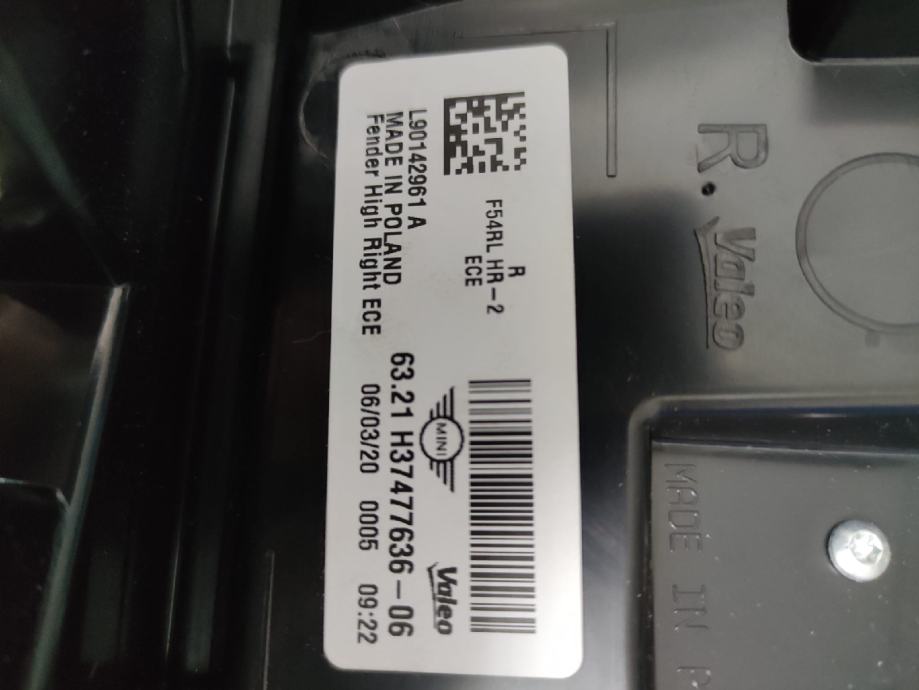 R
F54RL HR-2
ECE
L90142961 A
MADE IN POLAND
Fender High Right ECE
MINI
Valeo
63.21 H37477636-06
06/03/20 0005 09:22
R.
Valeo
MADE IN P